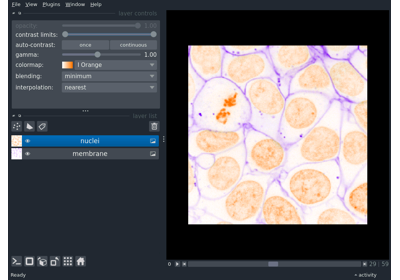 File View Plugins Window Help
layer controls
opacity: 1.00
contrast limits:
auto-contrast: once continuous
gamma: 1.00
colormap: I Orange
blending: minimum
interpolation: nearest
layer list
nuclei
membrane
29 59
Ready
activity